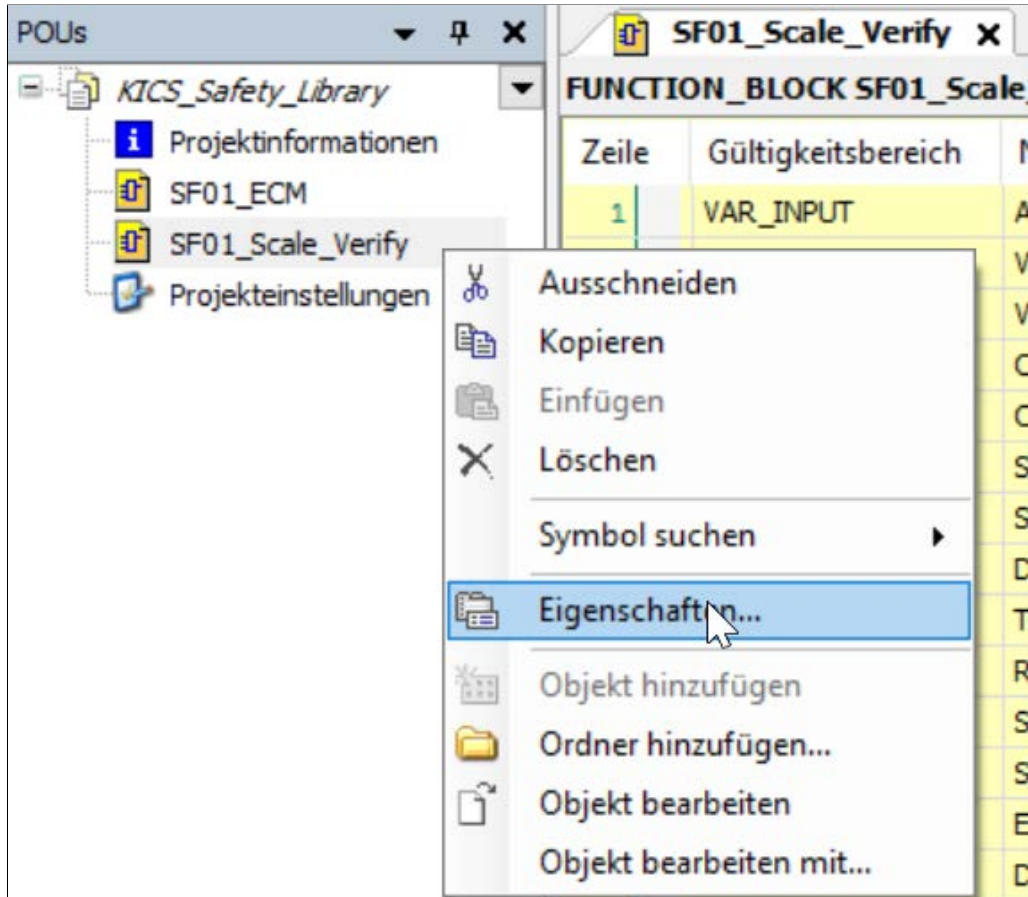 POUs
SF01_Scale_Verify
KICS_Safety_Library
FUNCTION_BLOCK SF01_Scale_
Projektinformationen
Zeile Gültigkeitsbereich
SF01_ECM
1 VAR_INPUT
SF01_Scale_Verify
Projekteinstellungen
Ausschneiden
Kopieren
Einfügen
Löschen
Symbol suchen
Eigenschaften...
Objekt hinzufügen
Ordner hinzufügen...
Objekt bearbeiten
Objekt bearbeiten mit...